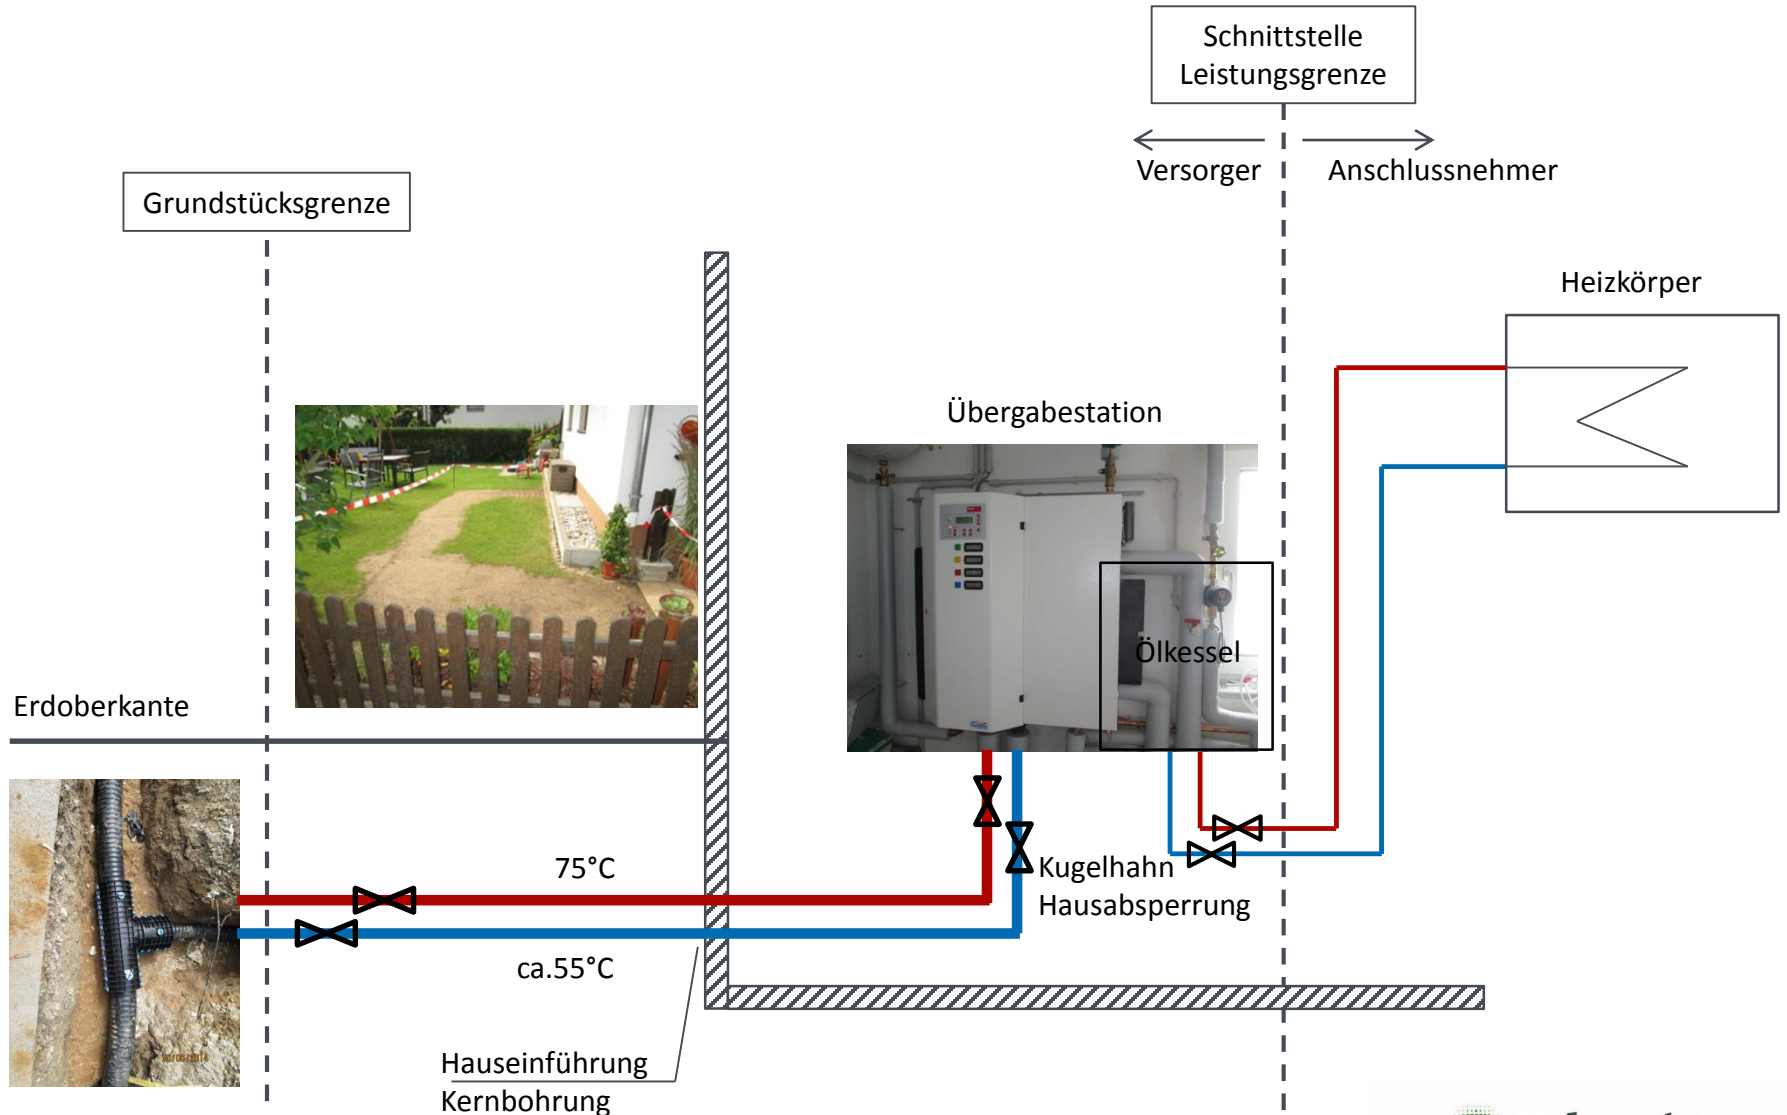 Schnittstelle
Leistungsgrenze
Versorger
Anschlussnehmer
Grundstücksgrenze
Heizkörper
Übergabestation
Ölkessel
Erdoberkante
75°C
Kugelhahn
Hausabsperrung
ca.55°C
Hauseinführung
Kernbohrung